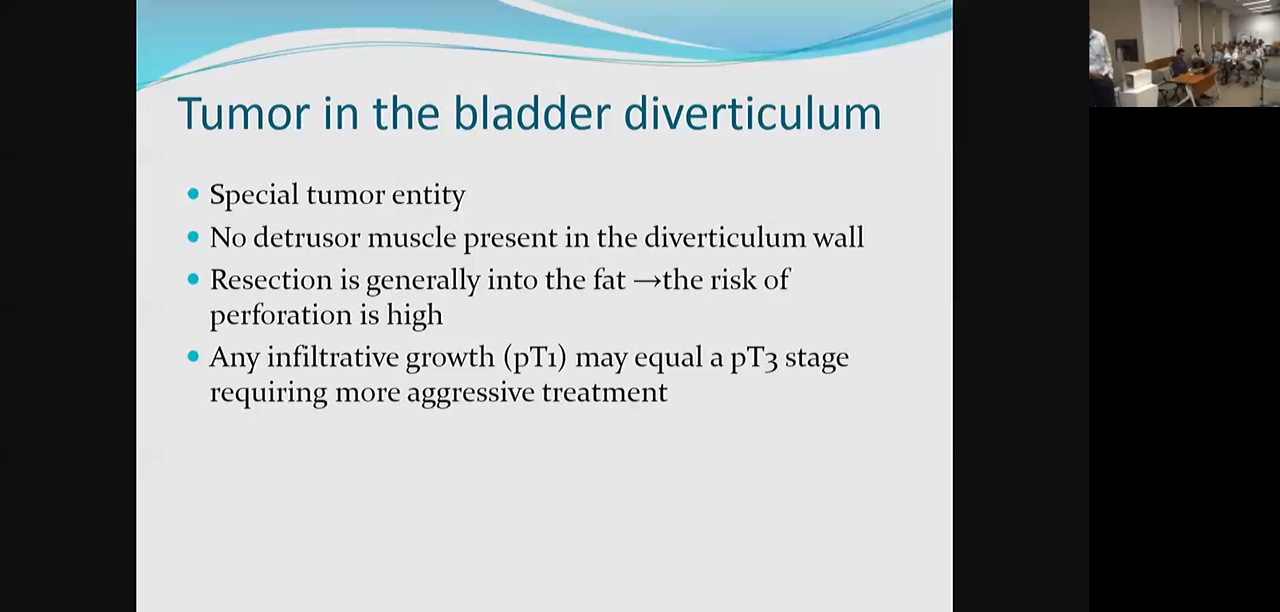 Tumor in the bladder diverticulum
• Special tumor entity
• No detrusor muscle present in the diverticulum wall
• Resection is generally into the fat →the risk of
perforation is high
• Any infiltrative growth (pT1) may equal a pT3 stage
requiring more aggressive treatment